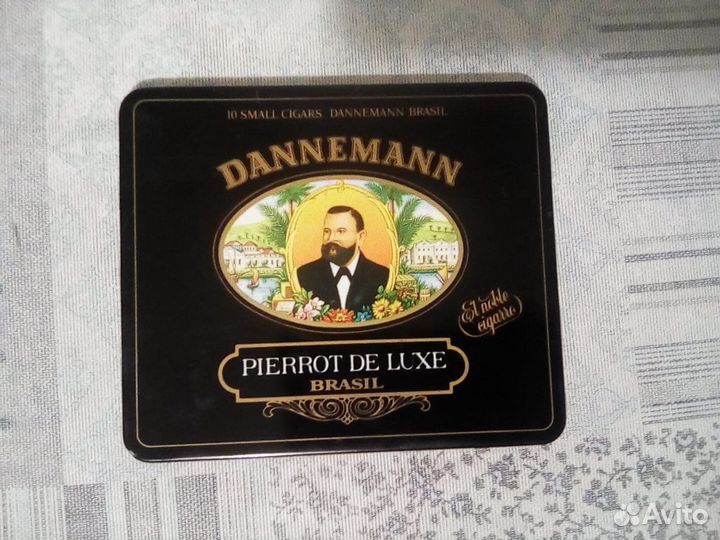 10 SMALL CIGARS DANNEMANN BRASIL
DANNEMANN
El noble
cigarro
PIERROT DE LUXE
BRASIL
Avito